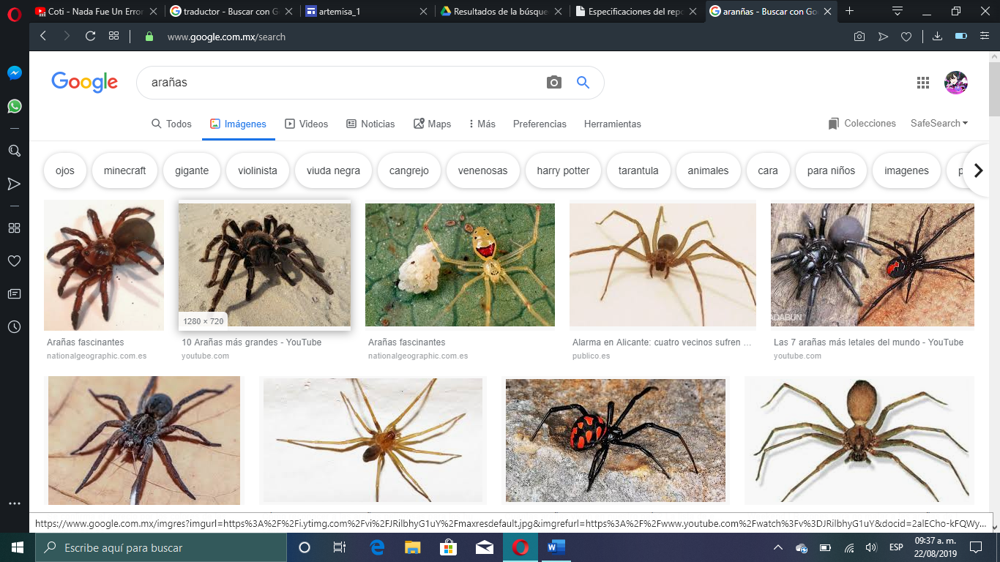 Coti - Nada Fue Un Error
traductor - Buscar con G
artemisa_1
Resultados de la búsque
Especificaciones del repo
aranñas - Buscar con Go
www.google.com.mx/search
Google
arañas
Todos
Imágenes
Videos
Noticias
Maps
Más
Preferencias
Herramientas
Colecciones
SafeSearch
ojos
minecraft
gigante
violinista
viuda negra
cangrejo
venenosas
harry potter
tarantula
animales
cara
para niños
imagenes
1280 × 720
ADABUN
Arañas fascinantes
nationalgeographic.com.es
10 Arañas más grandes - YouTube
youtube.com
Arañas fascinantes
nationalgeographic.com.es
Alarma en Alicante: cuatro vecinos sufren ...
publico.es
Las 7 arañas más letales del mundo - YouTube
youtube.com
https://www.google.com.mx/imgres?imgurl=https%3A%2F%2Fi.ytimg.com%2Fvi%2FJRilbhyG1uY%2Fmaxresdefault.jpg&imgrefurl=https%3A%2F%2Fwww.youtube.com%2Fwatch%3Fv%3DJRilbhyG1uY&docid=2alECho-kFQWy...
Escribe aquí para buscar
ESP
09:37 a. m.
22/08/2019